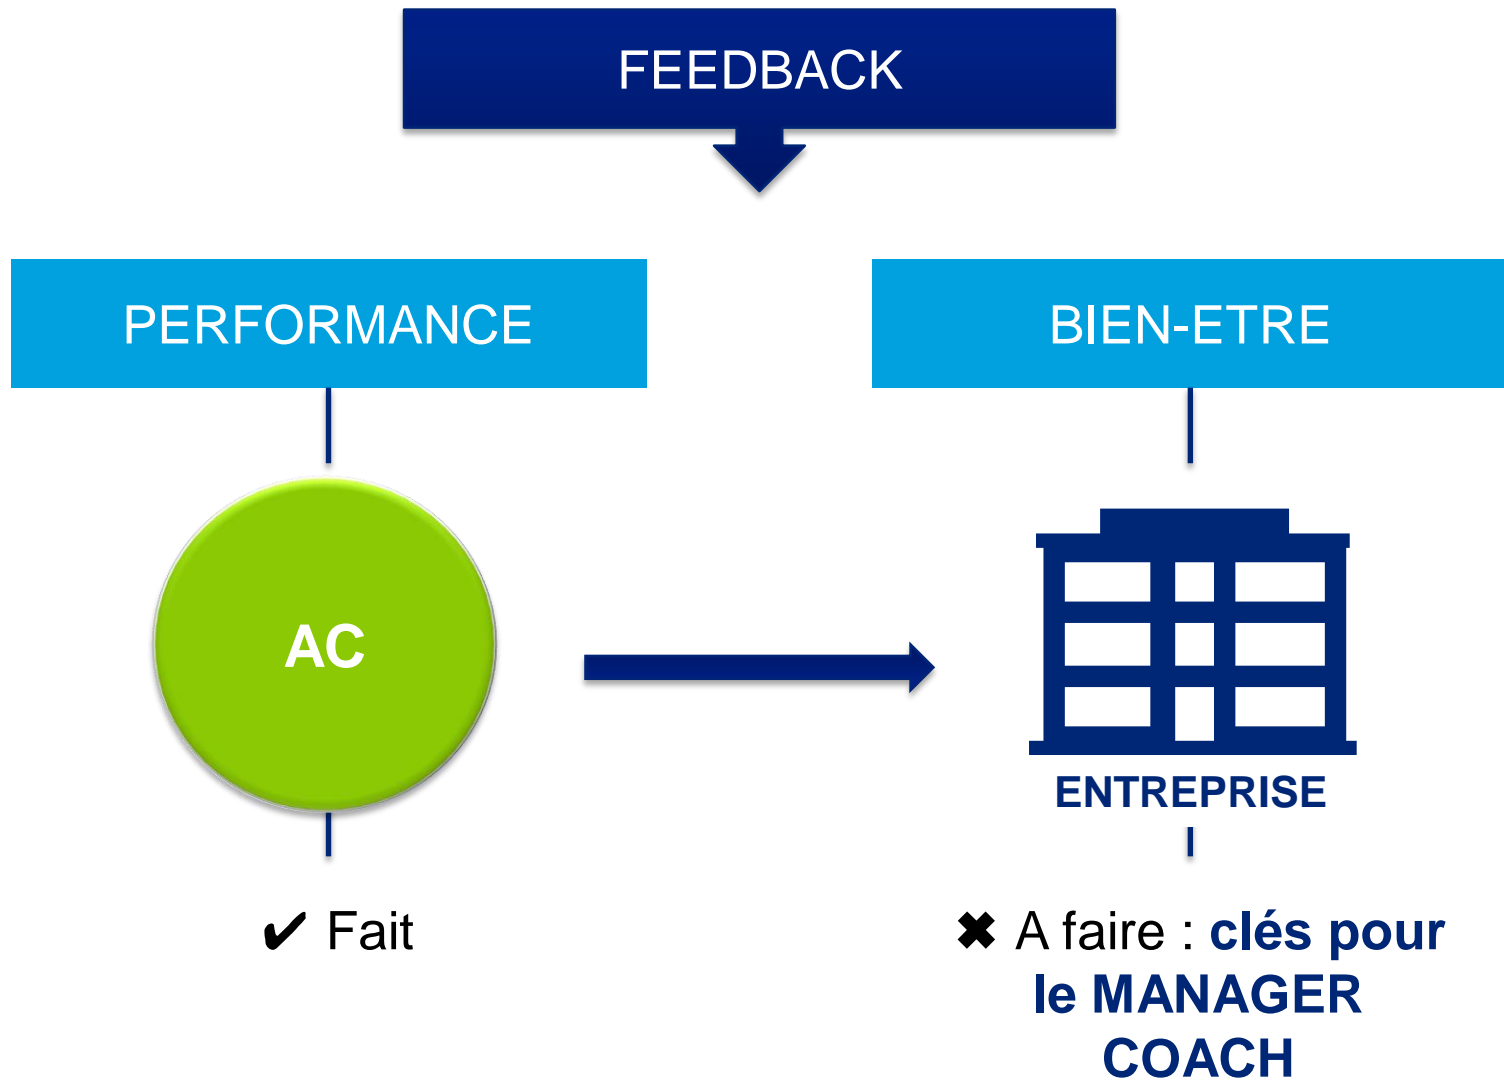 FEEDBACK
PERFORMANCE
BIEN-ETRE
AC
ENTREPRISE
✔ Fait
✖ A faire : clés pour
le MANAGER
COACH